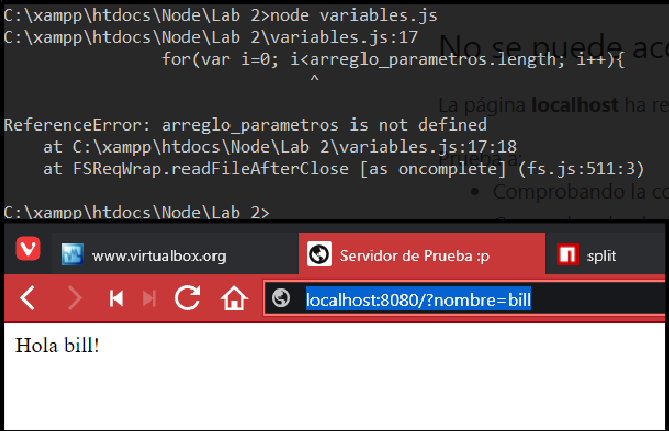 C:\xampp\htdocs\Node\Lab 2>node variables.js
C:\xampp\htdocs\Node\Lab 2\variables.js:17
for(var i=0; i<arreglo_parametros.length; i++){
^
No se puede acc
La página localhost ha re
ReferenceError: arreglo_parametros is not defined
at C:\xampp\htdocs\Node\Lab 2\variables.js:17:18
Prueba a:
at FSReqWrap.readFileAfterClose [as oncomplete] (fs.js:511:3)
• Comprobando la co
C:\xampp\htdocs\Node\Lab 2>
www.virtualbox.org
Servidor de Prueba :p
split
localhost:8080/?nombre=bill
Hola bill!